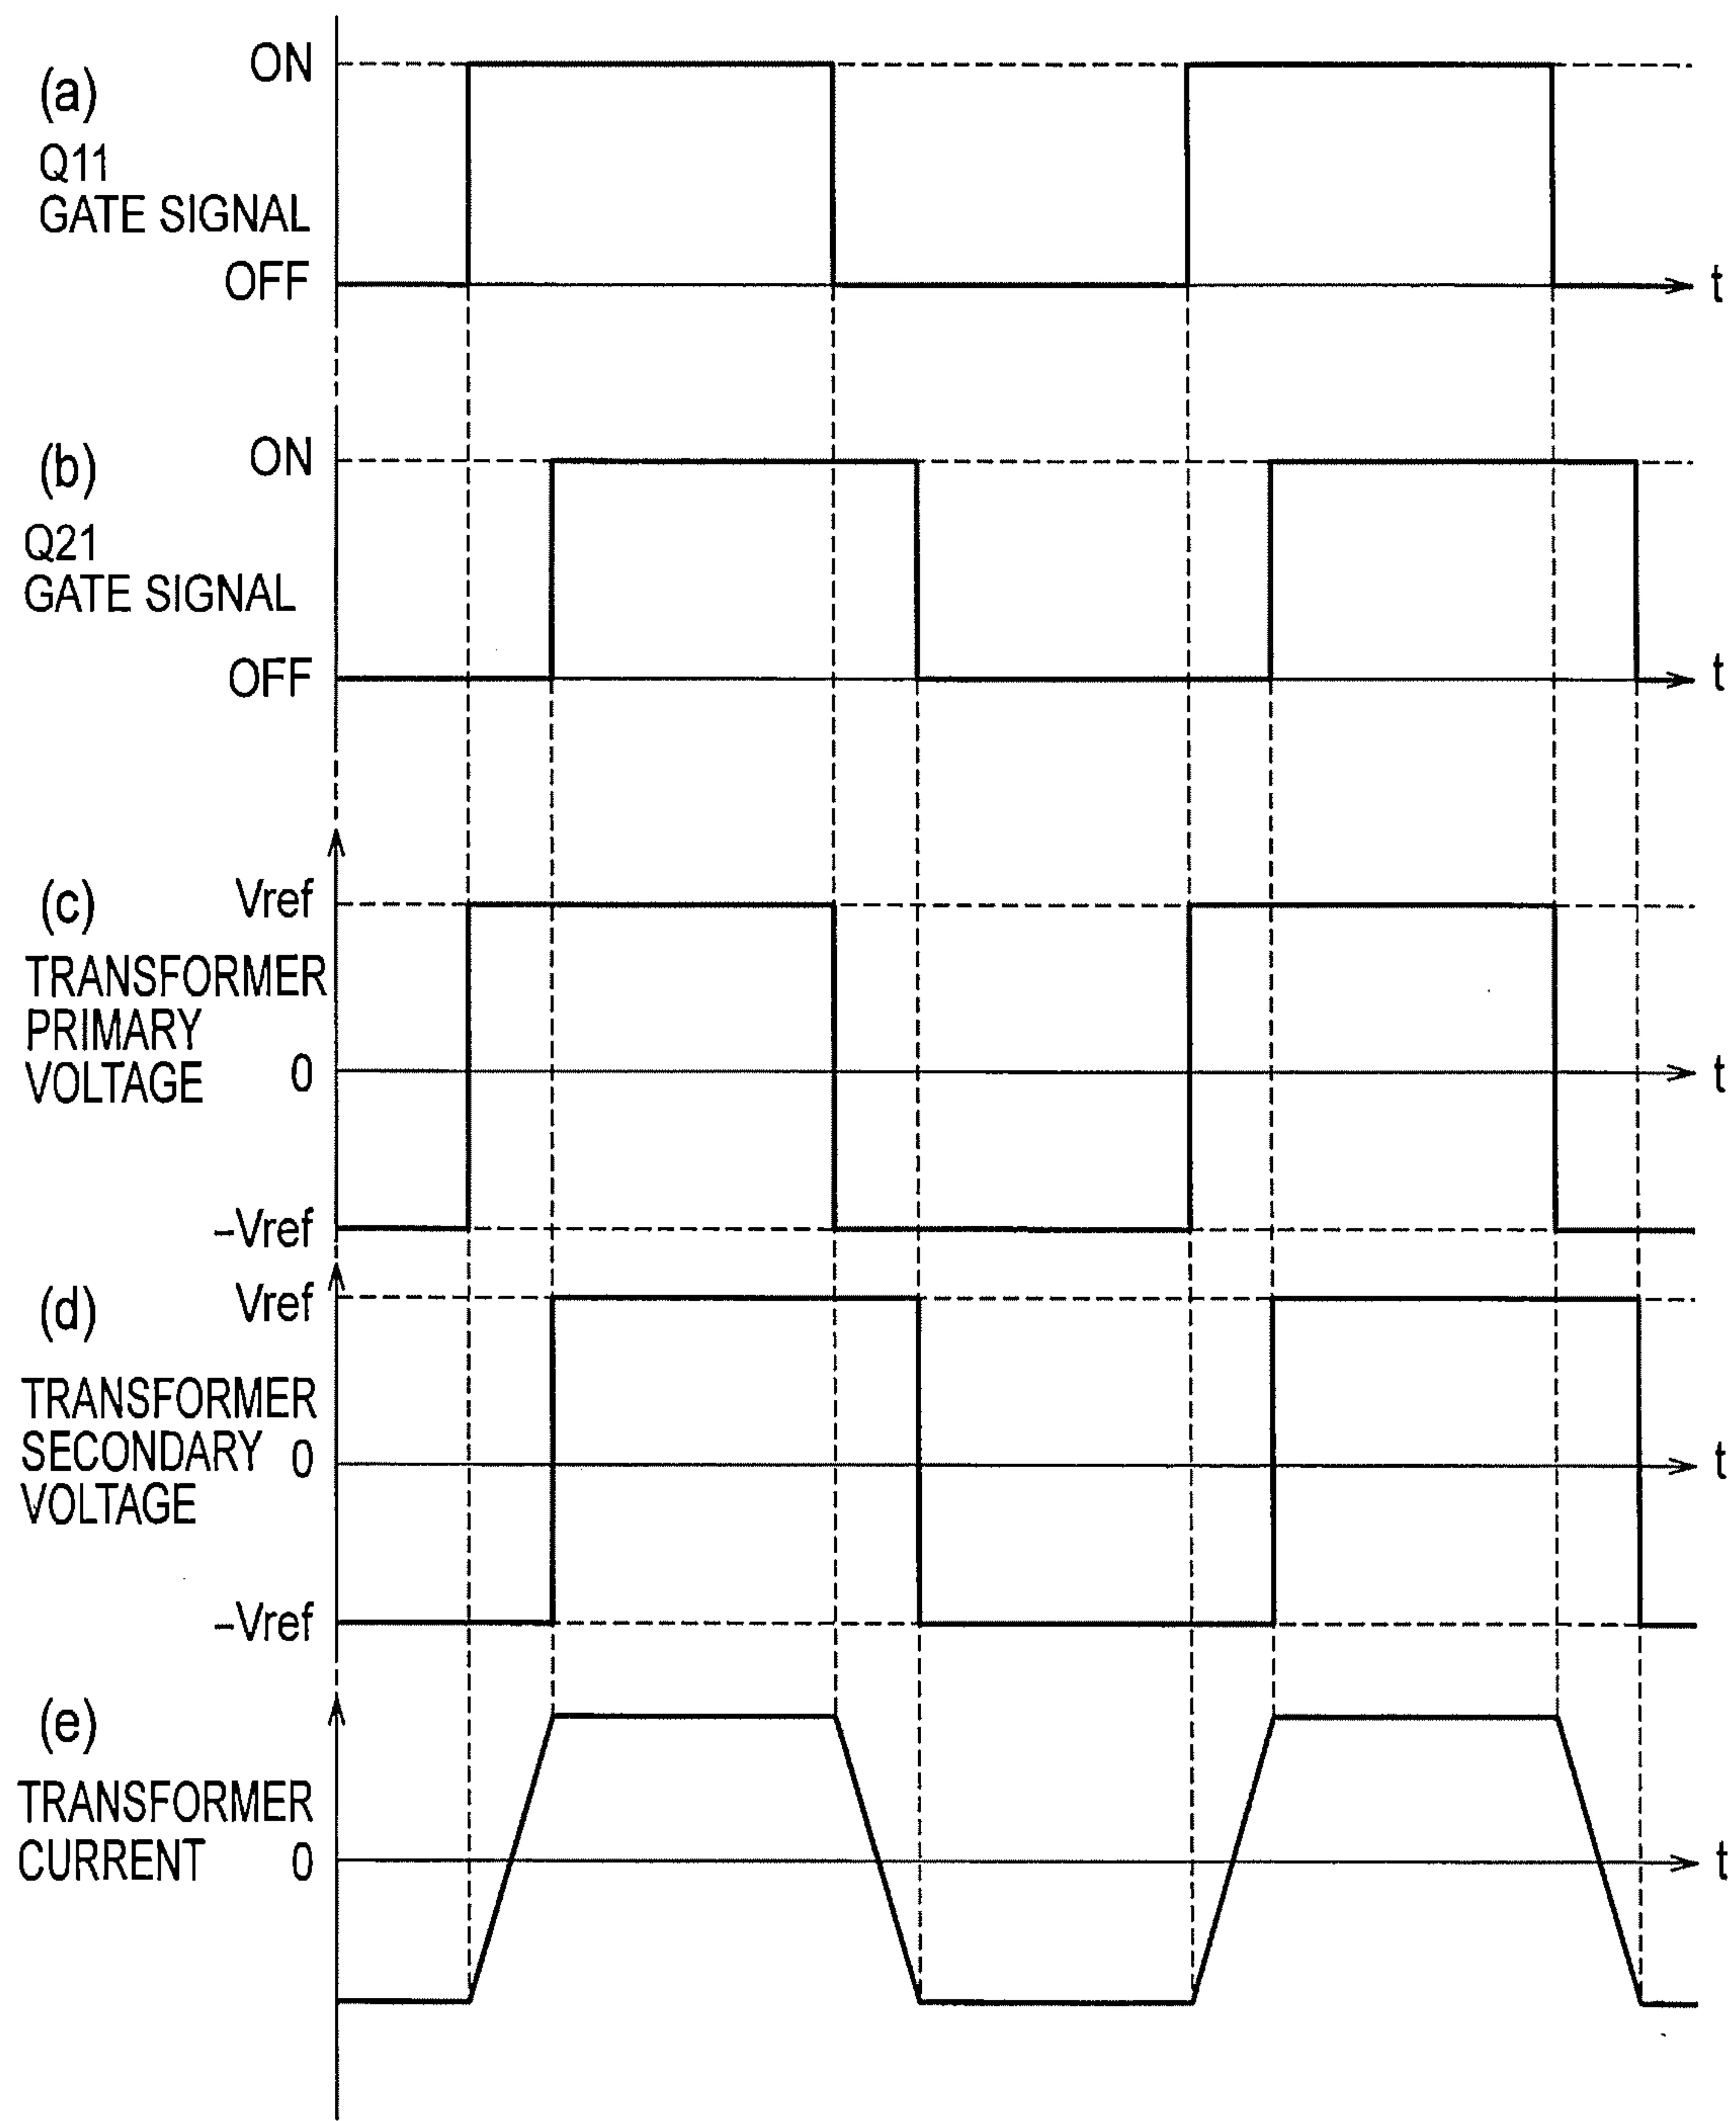 (a)
Q11
GATE SIGNAL
ON
OFF
t
(b)
Q21
GATE SIGNAL
ON
OFF
t
(c)
TRANSFORMER
PRIMARY
VOLTAGE
Vref
0
–Vref
t
(d)
TRANSFORMER
SECONDARY
VOLTAGE
Vref
0
–Vref
t
(e)
TRANSFORMER
CURRENT
0
t